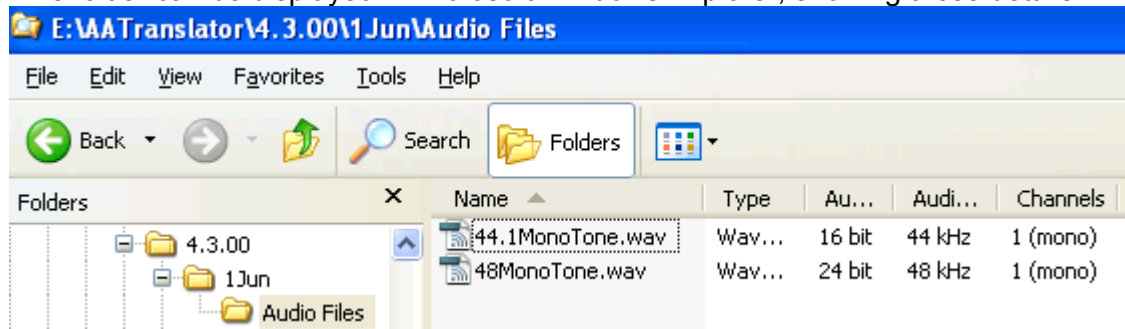 E:\AATranslator\4.3.00\1Jun\Audio Files
File Edit View Favorites Tools Help
Back Search Folders
Folders × Name Type Au... Audi... Channels
4.3.00 44.1MonoTone.wav Wav... 16 bit 44 kHz 1 (mono)
1Jun 48MonoTone.wav Wav... 24 bit 48 kHz 1 (mono)
Audio Files